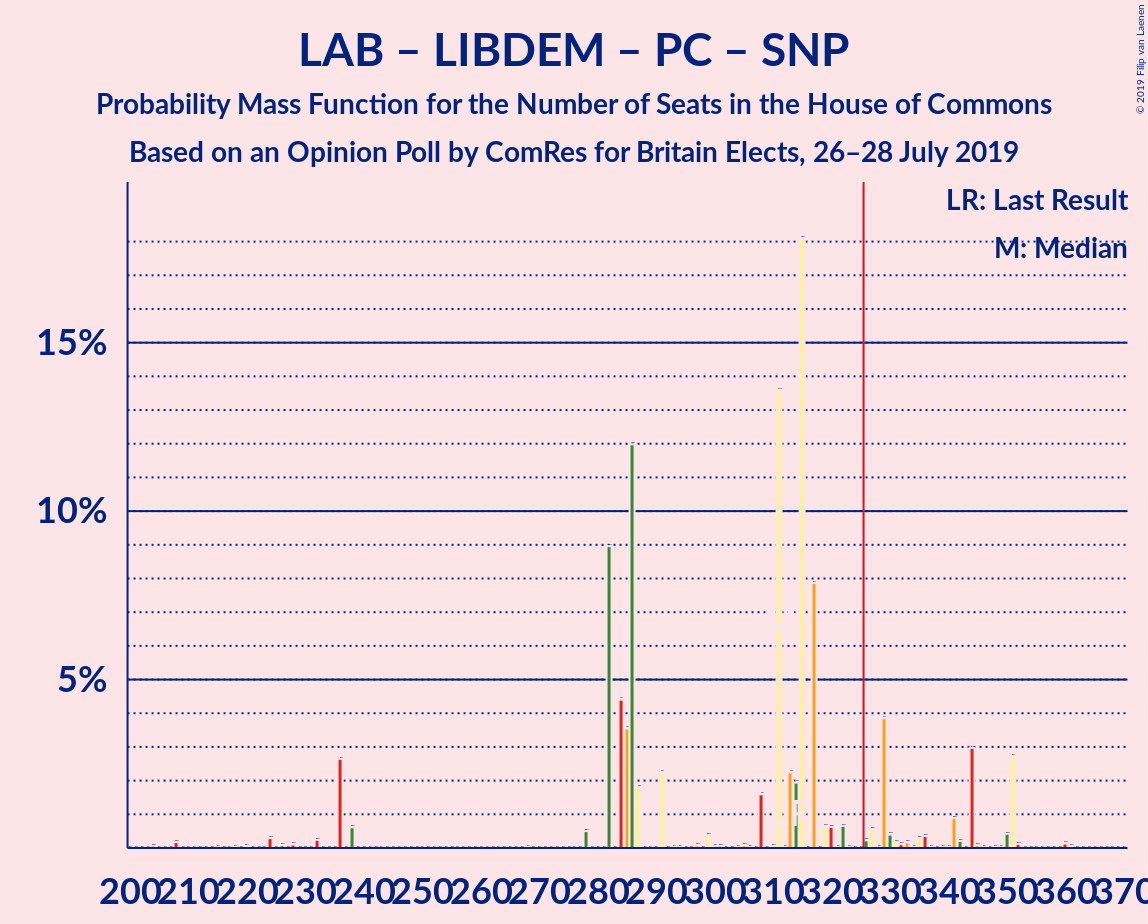 LAB – LIBDEM – PC – SNP
Probability Mass Function for the Number of Seats in the House of Commons
Based on an Opinion Poll by ComRes for Britain Elects, 26–28 July 2019
© 2019 Filip van Laenen
LR: Last Result
M: Median
15%
10%
5%
200 210 220 230 240 250 260 270 280 290 300 310 320 330 340 350 360 370